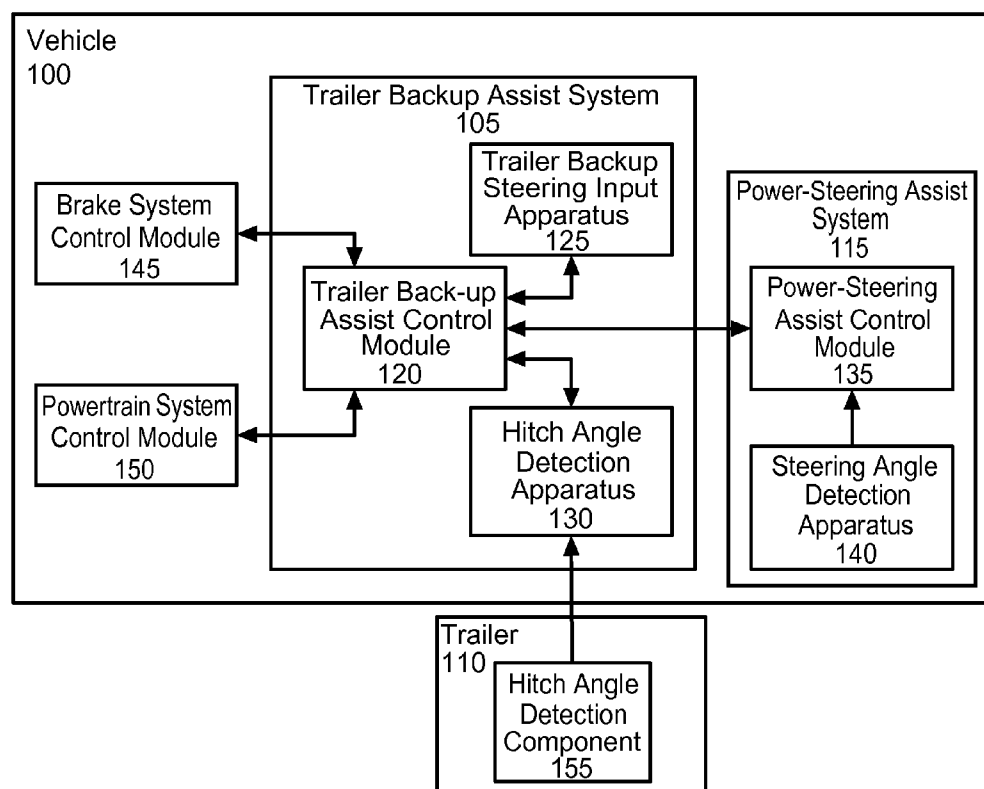 Vehicle
100
Trailer Backup Assist System
105
Trailer Backup
Steering Input
Apparatus
125
Power-Steering Assist
System
115
Brake System
Control Module
145
Trailer Back-up
Assist Control
Module
120
Power-Steering
Assist Control
Module
135
Powertrain System
Control Module
150
Hitch Angle
Detection
Apparatus
130
Steering Angle
Detection
Apparatus
140
Trailer
110
Hitch Angle
Detection
Component
155